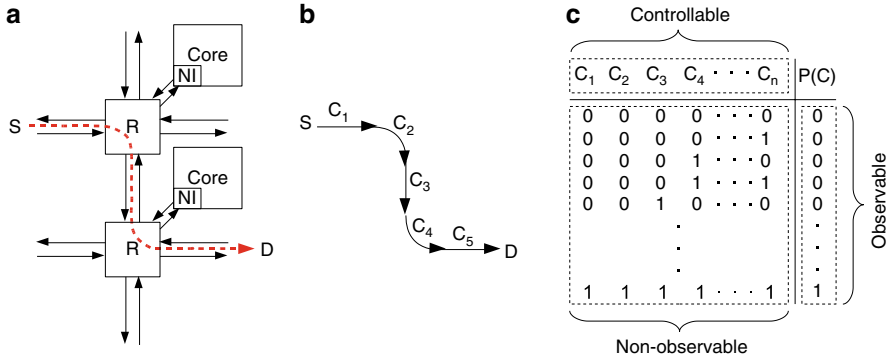 a
Core
NI
R
S
Core
NI
R
D
b
S
C1
C2
C3
C4
C5
D
c
Controllable
C1 C2 C3 C4 · · · Cn P(C)
0 0 0 0 · · · 0 0
0 0 0 0 · · · 1 0
0 0 0 1 · · · 0 0
0 0 0 1 · · · 1 0
0 0 1 0 · · · 0 0
· ·
· ·
· ·
1 1 1 1 · · · 1 1
Observable
Non-observable